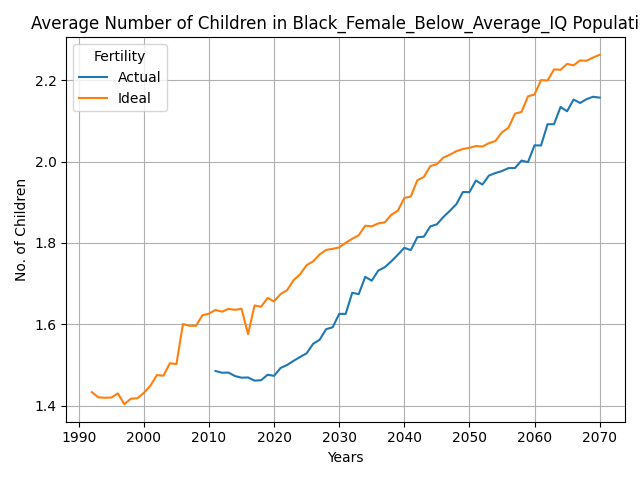 Average Number of Children in Black_Female_Below_Average_IQ Populati
Fertility
Actual
Ideal
No. of Children
2.2
2.0
1.8
1.6
1.4
1990 2000 2010 2020 2030 2040 2050 2060 2070
Years